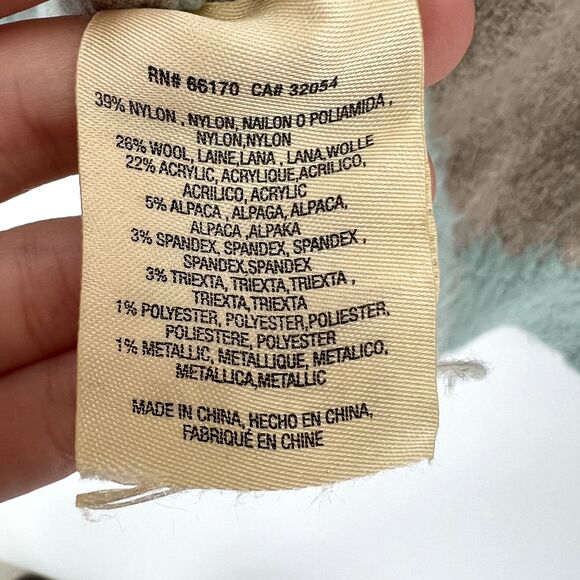 RN# 66170 CA# 32054
39% NYLON , NYLON, NAILON O POLIAMIDA ,
NYLON,NYLON
26% WOOL, LAINE,LANA , LANA,WOLLE
22% ACRYLIC, ACRYLIQUE,ACRILICO,
ACRILICO, ACRYLIC
5% ALPACA , ALPAGA, ALPACA,
ALPACA ,ALPAKA
3% SPANDEX, SPANDEX, SPANDEX ,
SPANDEX,SPANDEX
3% TRIEXTA, TRIEXTA,TRIEXTA ,
TRIEXTA,TRIEXTA
1% POLYESTER, POLYESTER,POLIESTER,
POLIESTERE, POLYESTER
1% METALLIC, METALLIQUE, METALICO,
METALLICA,METALLIC
MADE IN CHINA, HECHO EN CHINA,
FABRIQUÉ EN CHINE